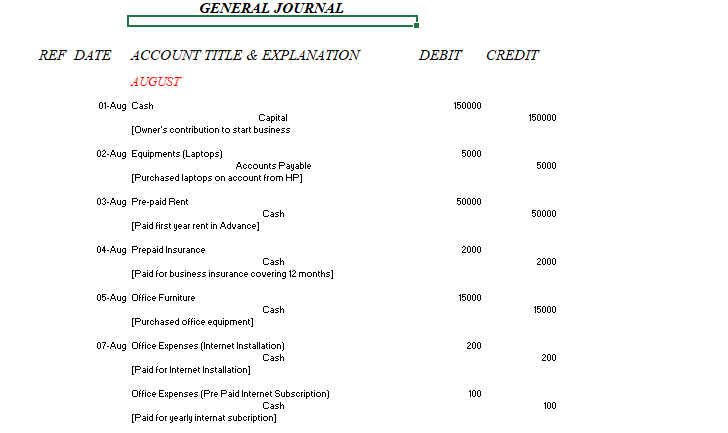 GENERAL JOURNAL
REF DATE ACCOUNT TITLE & EXPLANATION DEBIT CREDIT
AUGUST
01-Aug Cash 150000
Capital 150000
[Owner's contribution to start business
02-Aug Equipments (Laptops) 5000
Accounts Payable 5000
[Purchased laptops on account from HP]
03-Aug Pre-paid Rent 50000
Cash 50000
[Paid first year rent in Advance]
04-Aug Prepaid Insurance 2000
Cash 2000
[Paid for business insurance covering 12 months]
05-Aug Office Furniture 15000
Cash 15000
[Purchased office equipment]
07-Aug Office Expenses (Internet Installation) 200
Cash 200
[Paid for Internet Installation]
Office Expenses (Pre Paid Internet Subscription) 100
Cash 100
[Paid for yearly internat subcription]